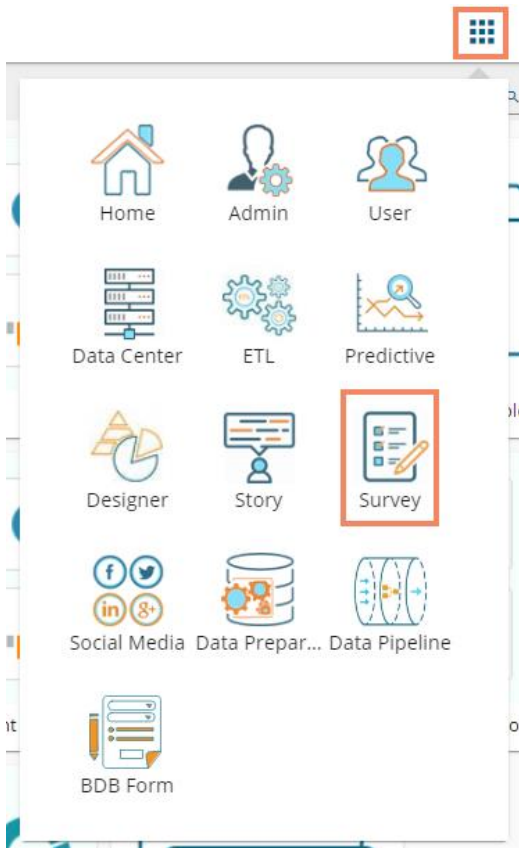 Home Admin User
Data Center ETL Predictive
Designer Story Survey
Social Media Data Prepar... Data Pipeline
BDB Form